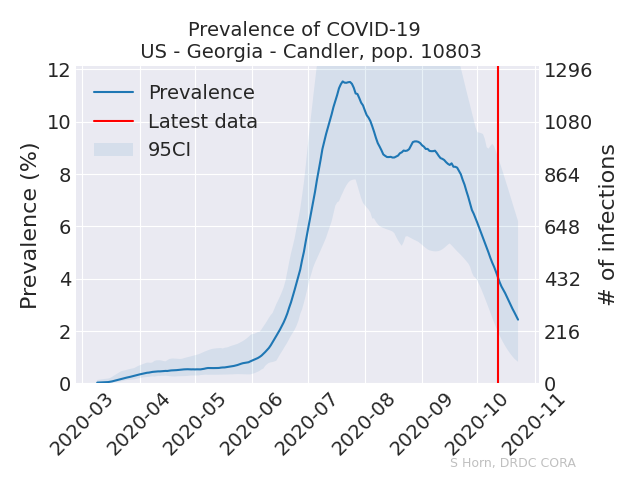 Prevalence of COVID-19
US - Georgia - Candler, pop. 10803
Prevalence
Latest data
95CI
Prevalence (%)
12
10
8
6
4
2
0
1296
1080
864
648
432
216
0
# of infections
2020-03
2020-04
2020-05
2020-06
2020-07
2020-08
2020-09
2020-10
2020-11
S Horn, DRDC CORA